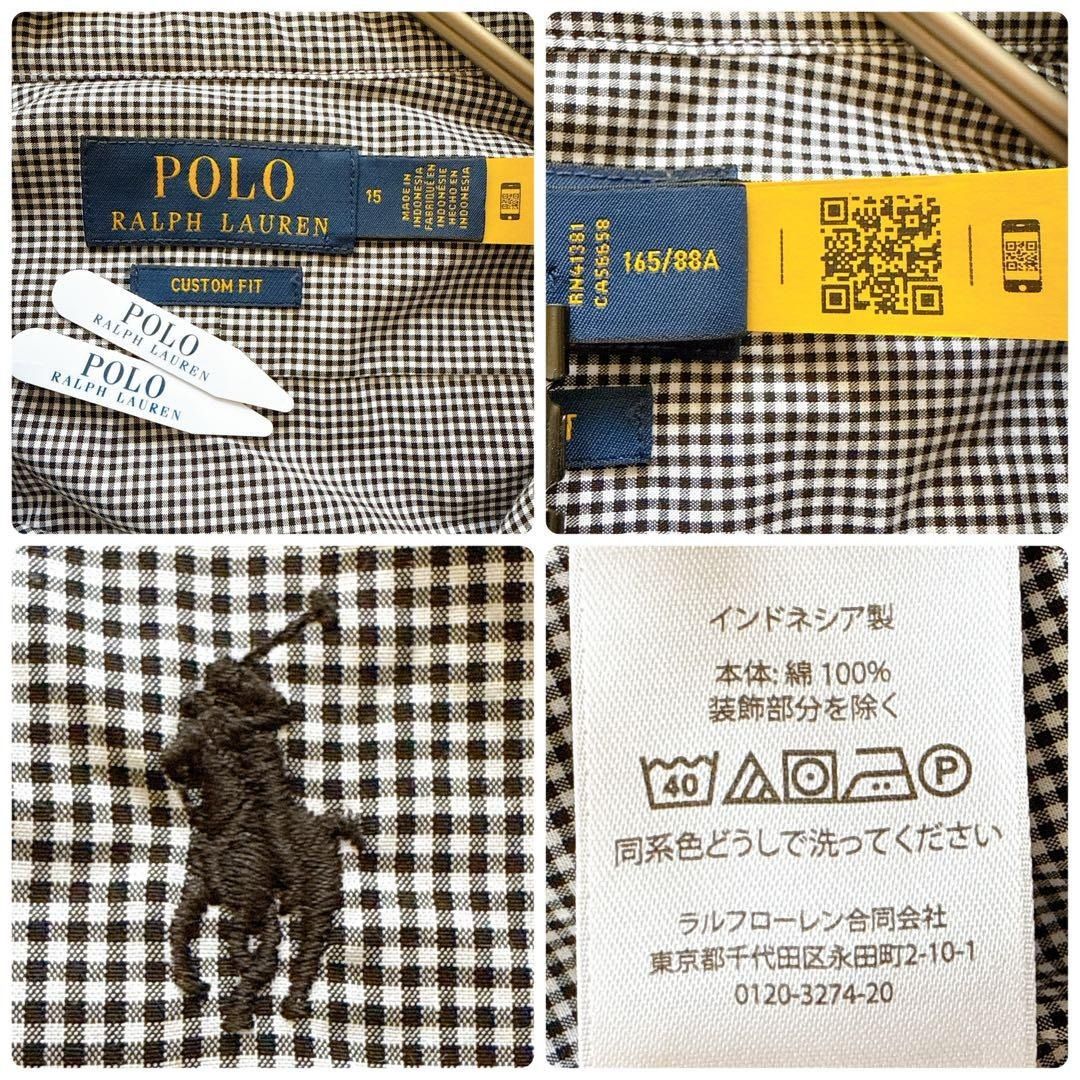 POLO
RALPH LAUREN
15
MADE IN
INDONESIA
FABRIQUÉ EN
INDONÉSIE
HECHO EN
INDONESIA
CUSTOM FIT
POLO
RALPH LAUREN
POLO
RALPH LAUREN
RN41381
CA56658
165/88A
T
インドネシア製
本体: 綿 100%
装飾部分を除く
40
P
同系色どうしで洗ってください
ラルフローレン合同会社
東京都千代田区永田町2-10-1
0120-3274-20